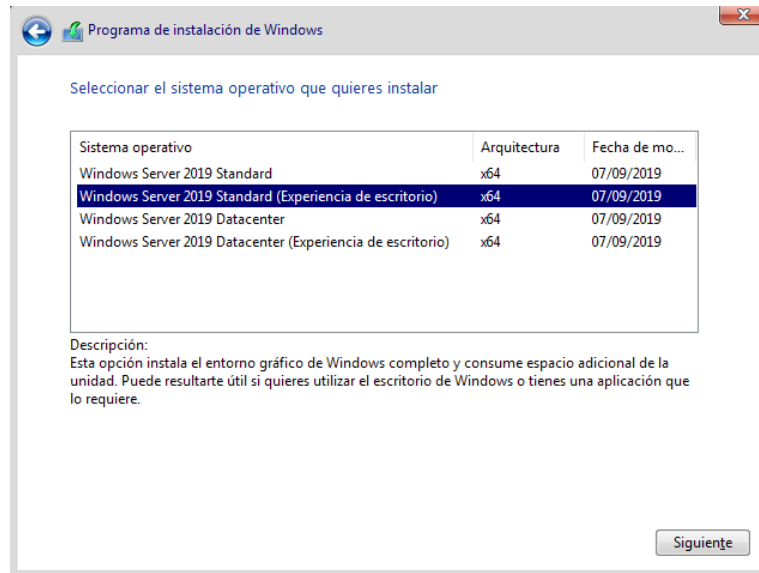 Programa de instalación de Windows
Seleccionar el sistema operativo que quieres instalar
Sistema operativo Arquitectura Fecha de mo...
Windows Server 2019 Standard x64 07/09/2019
Windows Server 2019 Standard (Experiencia de escritorio) x64 07/09/2019
Windows Server 2019 Datacenter x64 07/09/2019
Windows Server 2019 Datacenter (Experiencia de escritorio) x64 07/09/2019
Descripción:
Esta opción instala el entorno gráfico de Windows completo y consume espacio adicional de la
unidad. Puede resultarte útil si quieres utilizar el escritorio de Windows o tienes una aplicación que
lo requiere.
Siguiente